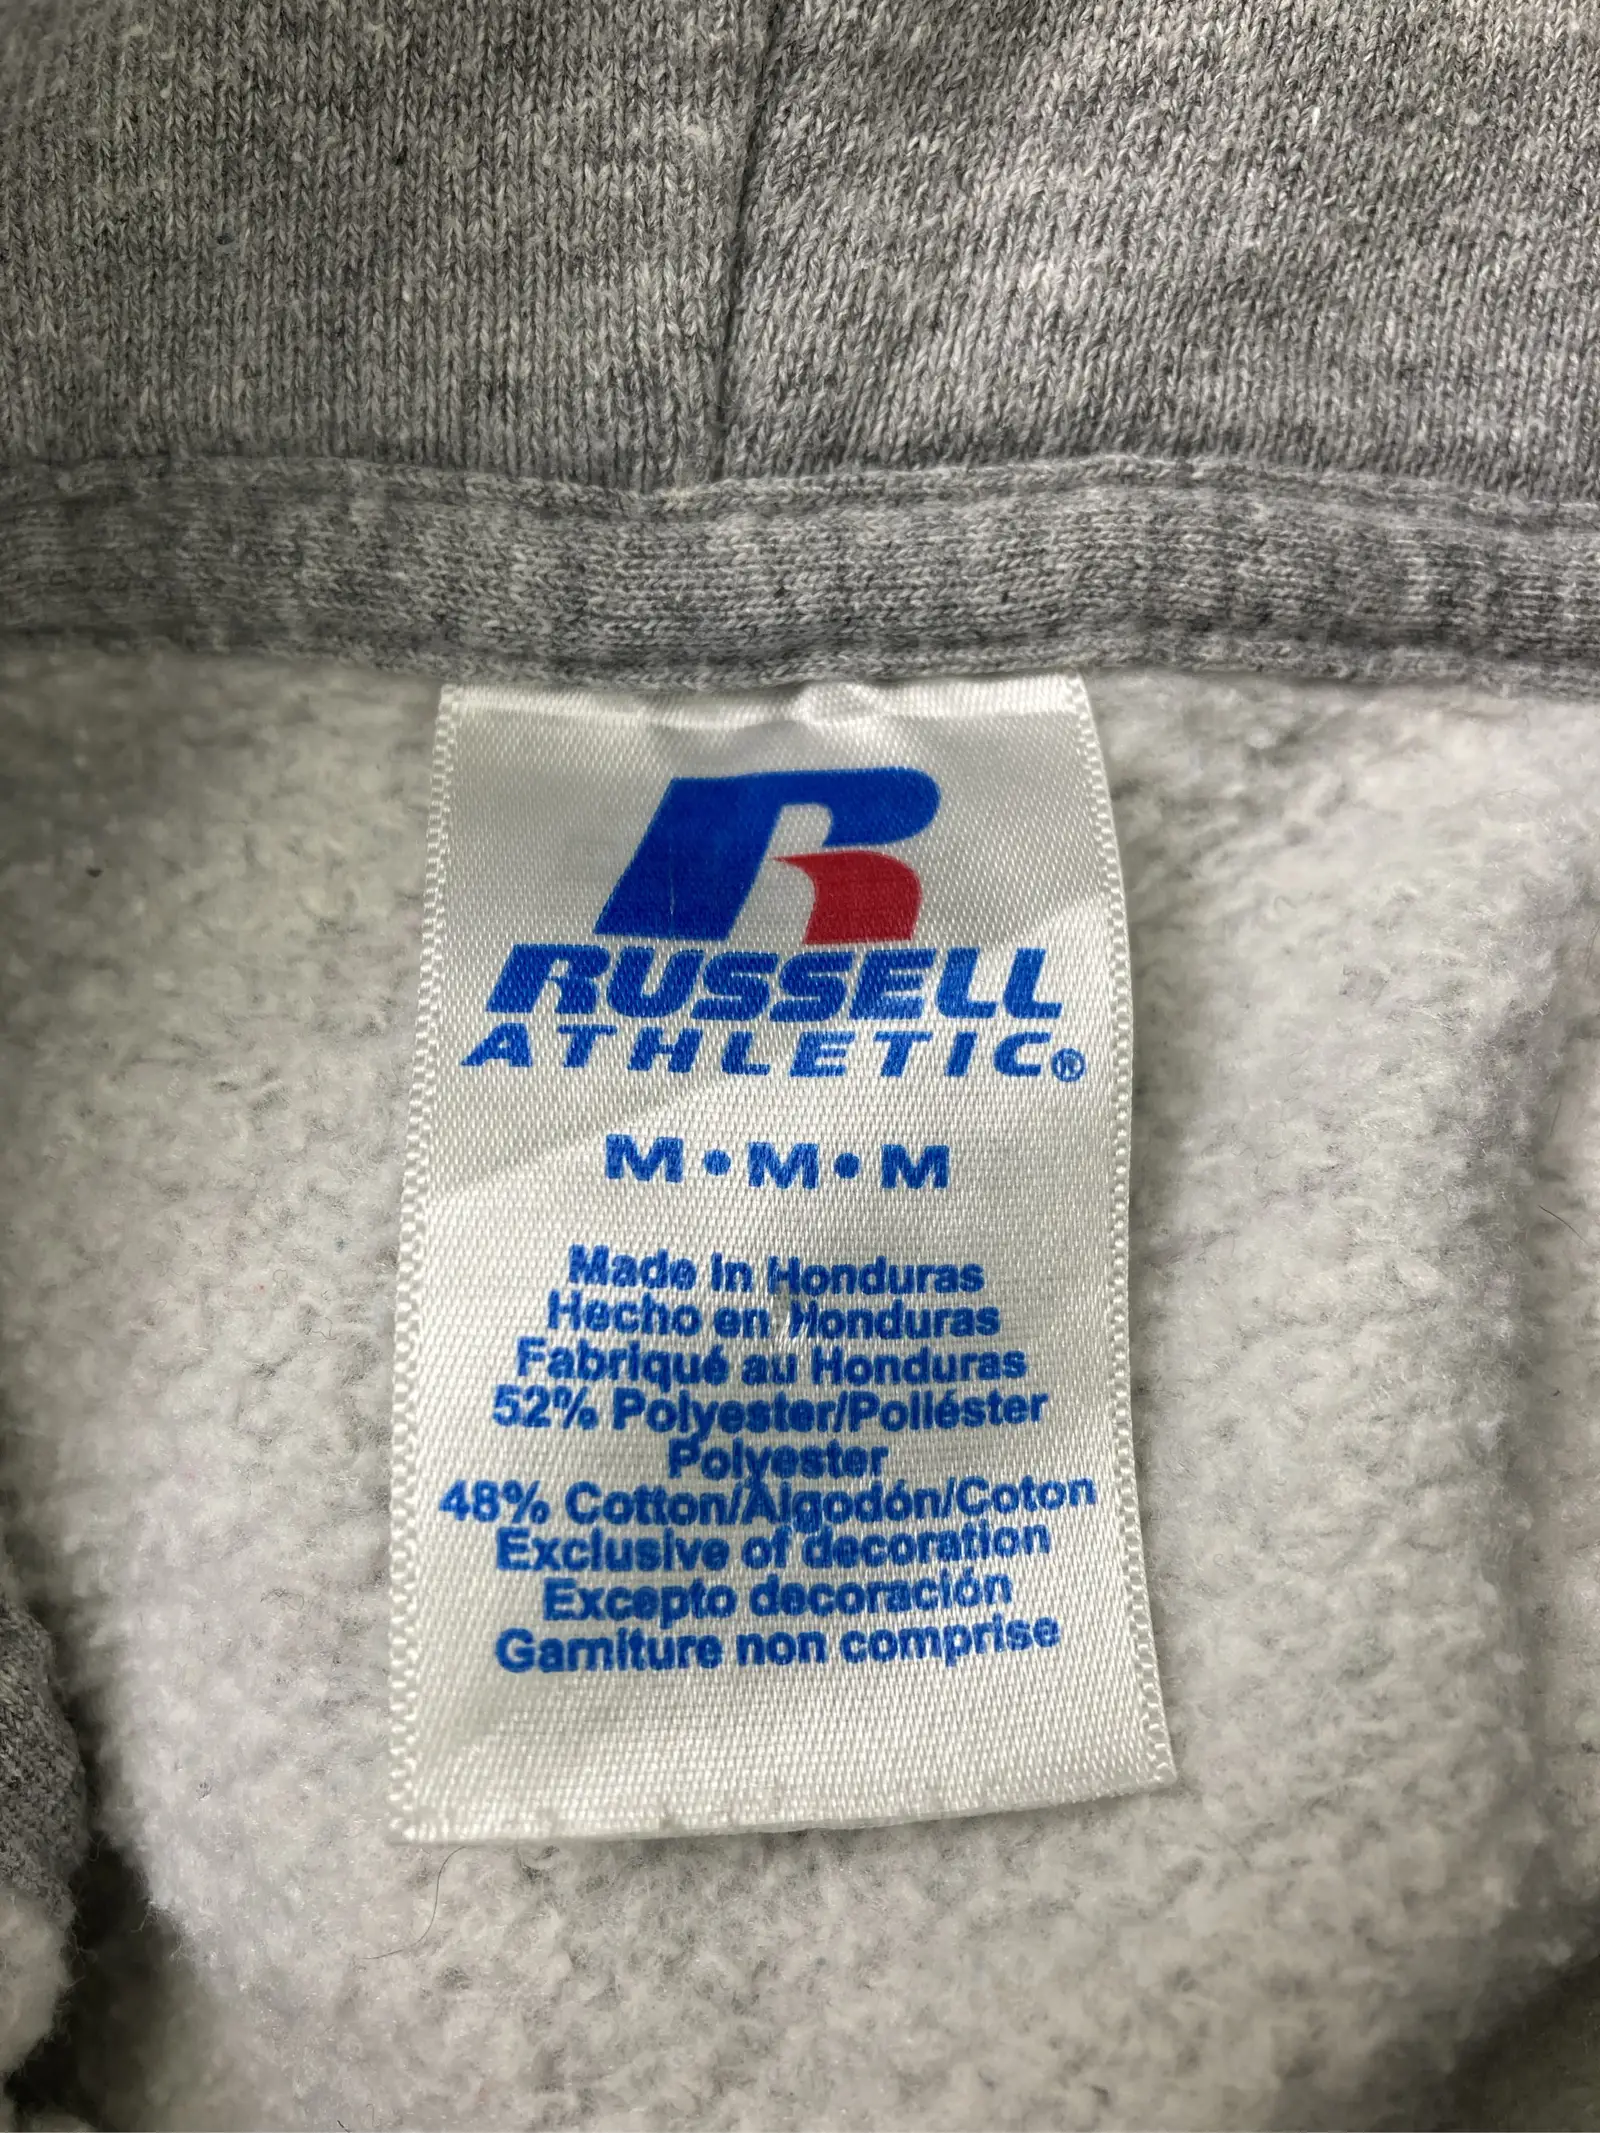 R
RUSSELL
ATHLETIC®
M•M•M
Made in Honduras
Hecho en Honduras
Fabriqué au Honduras
52% Polyester/Poliéster
Polyester
48% Cotton/Algodón/Coton
Exclusive of decoration
Excepto decoración
Garniture non comprise